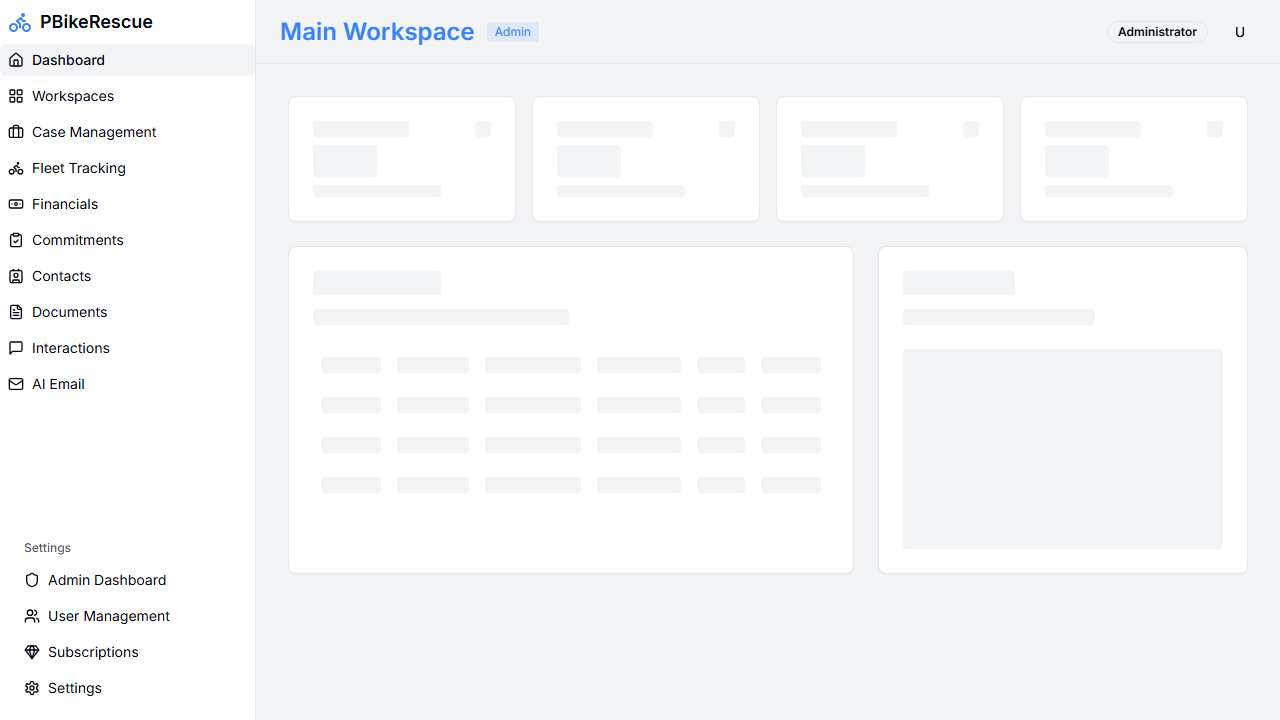 PBikeRescue
Dashboard
Workspaces
Case Management
Fleet Tracking
Financials
Commitments
Contacts
Documents
Interactions
AI Email
Settings
Admin Dashboard
User Management
Subscriptions
Settings
Main Workspace
Admin
Administrator
U